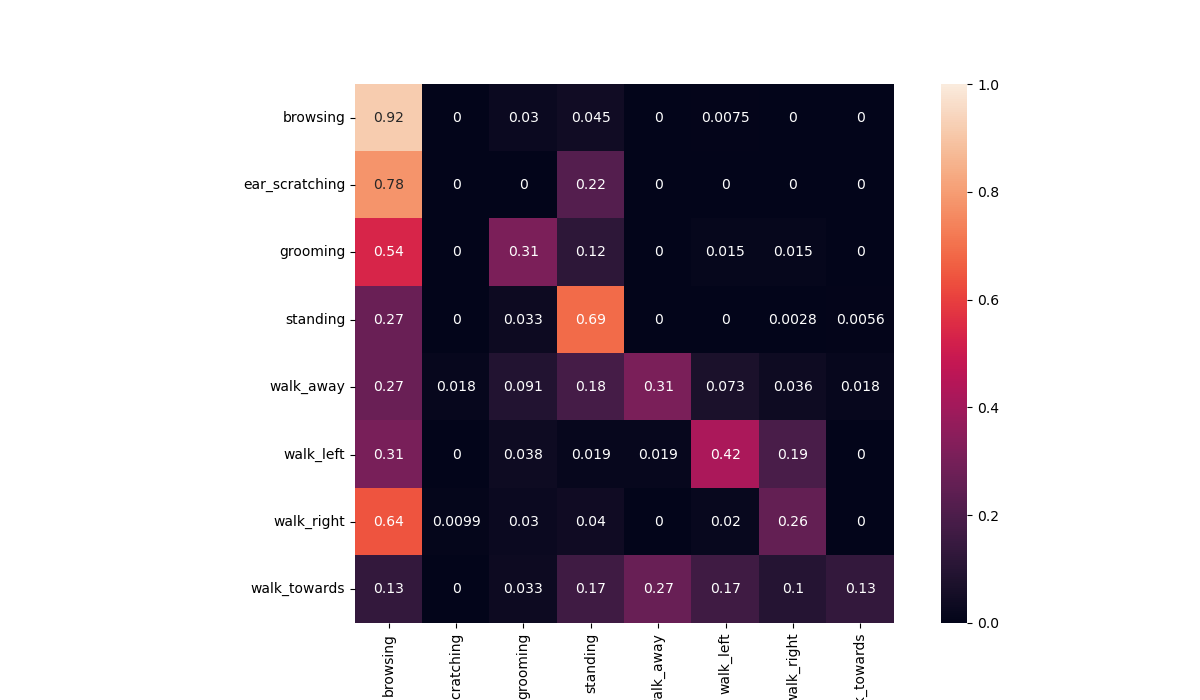 browsing 0.92 0 0.03 0.045 0 0.0075 0 0
ear_scratching 0.78 0 0 0.22 0 0 0 0
grooming 0.54 0 0.31 0.12 0 0.015 0.015 0
standing 0.27 0 0.033 0.69 0 0 0.0028 0.0056
walk_away 0.27 0.018 0.091 0.18 0.31 0.073 0.036 0.018
walk_left 0.31 0 0.038 0.019 0.019 0.42 0.19 0
walk_right 0.64 0.0099 0.03 0.04 0 0.02 0.26 0
walk_towards 0.13 0 0.033 0.17 0.27 0.17 0.1 0.13
browsing
cratching
grooming
standing
alk_away
walk_left
walk_right
k_towards
1.0
0.8
0.6
0.4
0.2
0.0